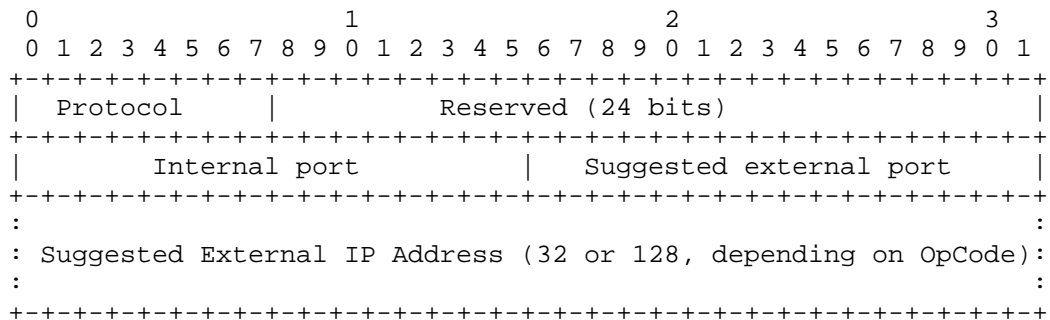 0                   1                   2                   3
 0 1 2 3 4 5 6 7 8 9 0 1 2 3 4 5 6 7 8 9 0 1 2 3 4 5 6 7 8 9 0 1
+-+-+-+-+-+-+-+-+-+-+-+-+-+-+-+-+-+-+-+-+-+-+-+-+-+-+-+-+-+-+-+-+
|  Protocol     |          Reserved (24 bits)                   |
+-+-+-+-+-+-+-+-+-+-+-+-+-+-+-+-+-+-+-+-+-+-+-+-+-+-+-+-+-+-+-+-+
|        Internal port          |   Suggested external port     |
+-+-+-+-+-+-+-+-+-+-+-+-+-+-+-+-+-+-+-+-+-+-+-+-+-+-+-+-+-+-+-+-+
:                                                               :
: Suggested External IP Address (32 or 128, depending on OpCode):
:                                                               :
+-+-+-+-+-+-+-+-+-+-+-+-+-+-+-+-+-+-+-+-+-+-+-+-+-+-+-+-+-+-+-+-+